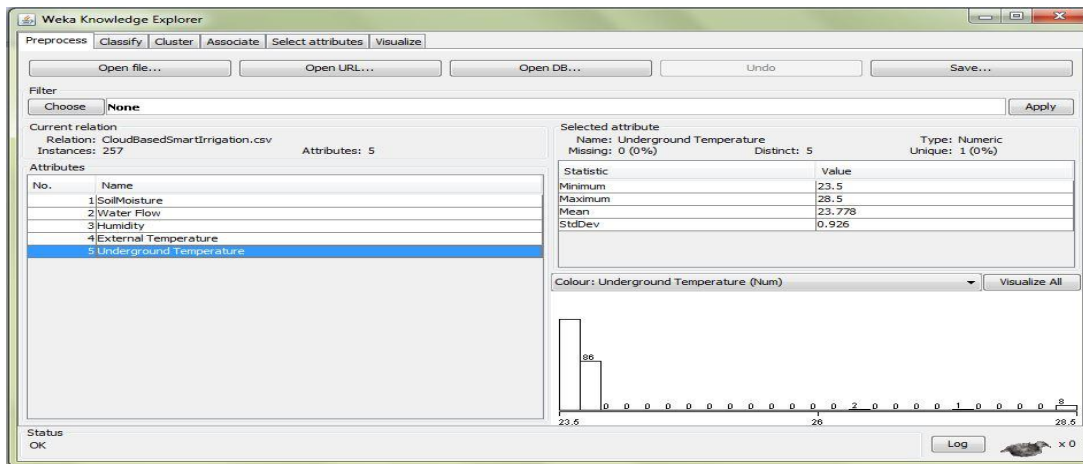 Weka Knowledge Explorer
Preprocess Classify Cluster Associate Select attributes Visualize
Open file... Open URL... Open DB... Undo Save...
Filter
Choose None Apply
Current relation
Relation: CloudBasedSmartIrrigation.csv
Instances: 257 Attributes: 5
Attributes
No. Name
1 SoilMoisture
2 Water Flow
3 Humidity
4 External Temperature
5 Underground Temperature
Selected attribute
Name: Underground Temperature Type: Numeric
Missing: 0 (0%) Distinct: 5 Unique: 1 (0%)
Statistic Value
Minimum 23.5
Maximum 28.5
Mean 23.778
StdDev 0.926
Colour: Underground Temperature (Num) Visualize All
86
0 0 0 0 0 0 0 0 0 0 0 2 0 0 0 0 1 0 0 0 0 8
23.5 26 28.5
Status
OK Log x 0